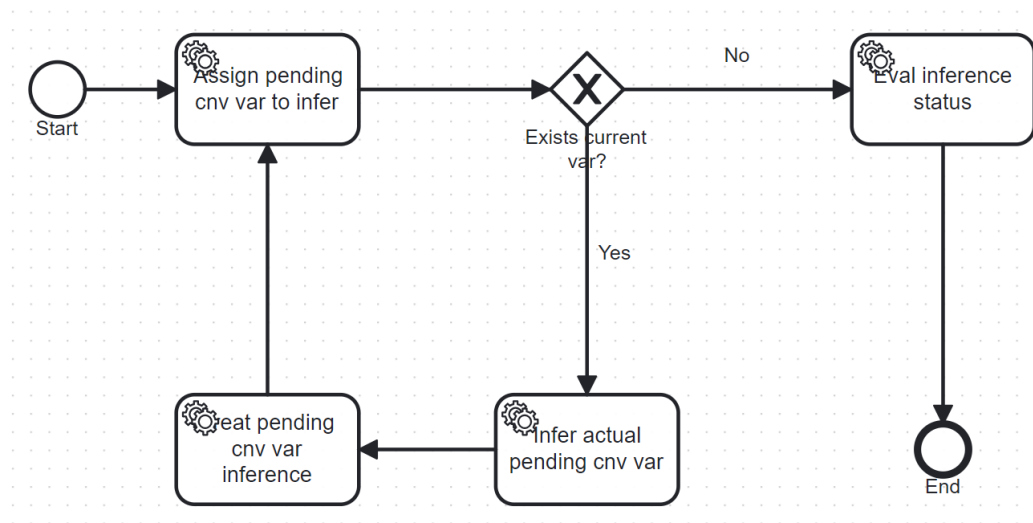 Start
Assign pending
cnv var to infer
Exists current
var?
No
Eval inference
status
Yes
Infer actual
pending cnv var
pending
cnv var
inference
End